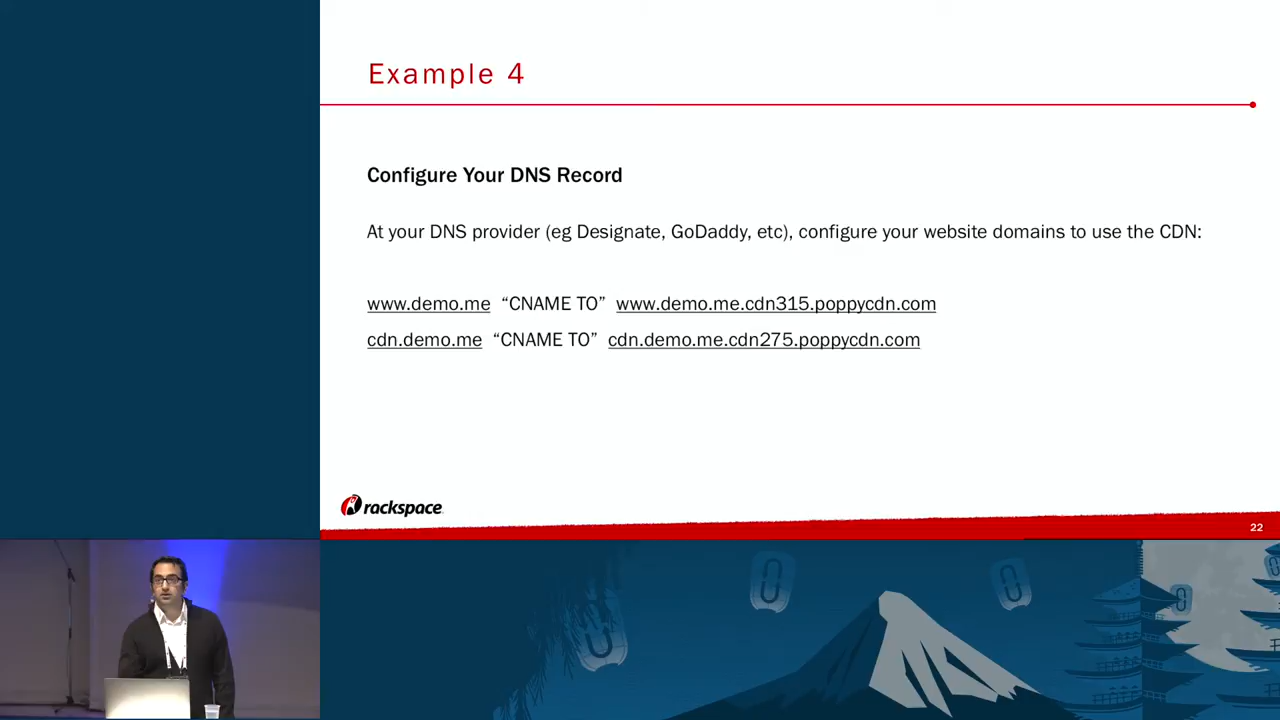 Example 4
Configure Your DNS Record
At your DNS provider (eg Designate, GoDaddy, etc), configure your website domains to use the CDN:
www.demo.me “CNAME TO” www.demo.me.cdn315.poppycdn.com
cdn.demo.me “CNAME TO” cdn.demo.me.cdn275.poppycdn.com
rackspace
22